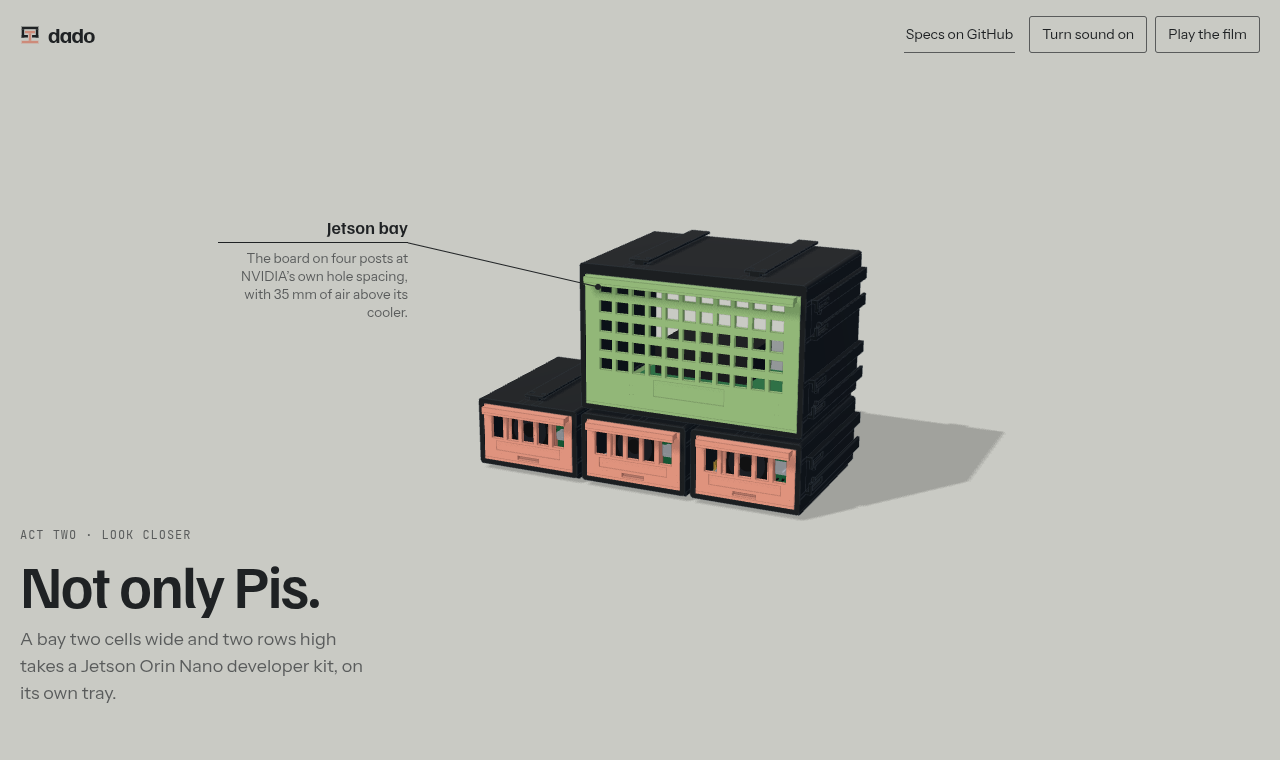 dado
Specs on GitHub
Turn sound on
Play the film
Jetson bay
The board on four posts at
NVIDIA's own hole spacing,
with 35 mm of air above its
cooler.
ACT TWO · LOOK CLOSER
Not only Pis.
A bay two cells wide and two rows high
takes a Jetson Orin Nano developer kit, on
its own tray.